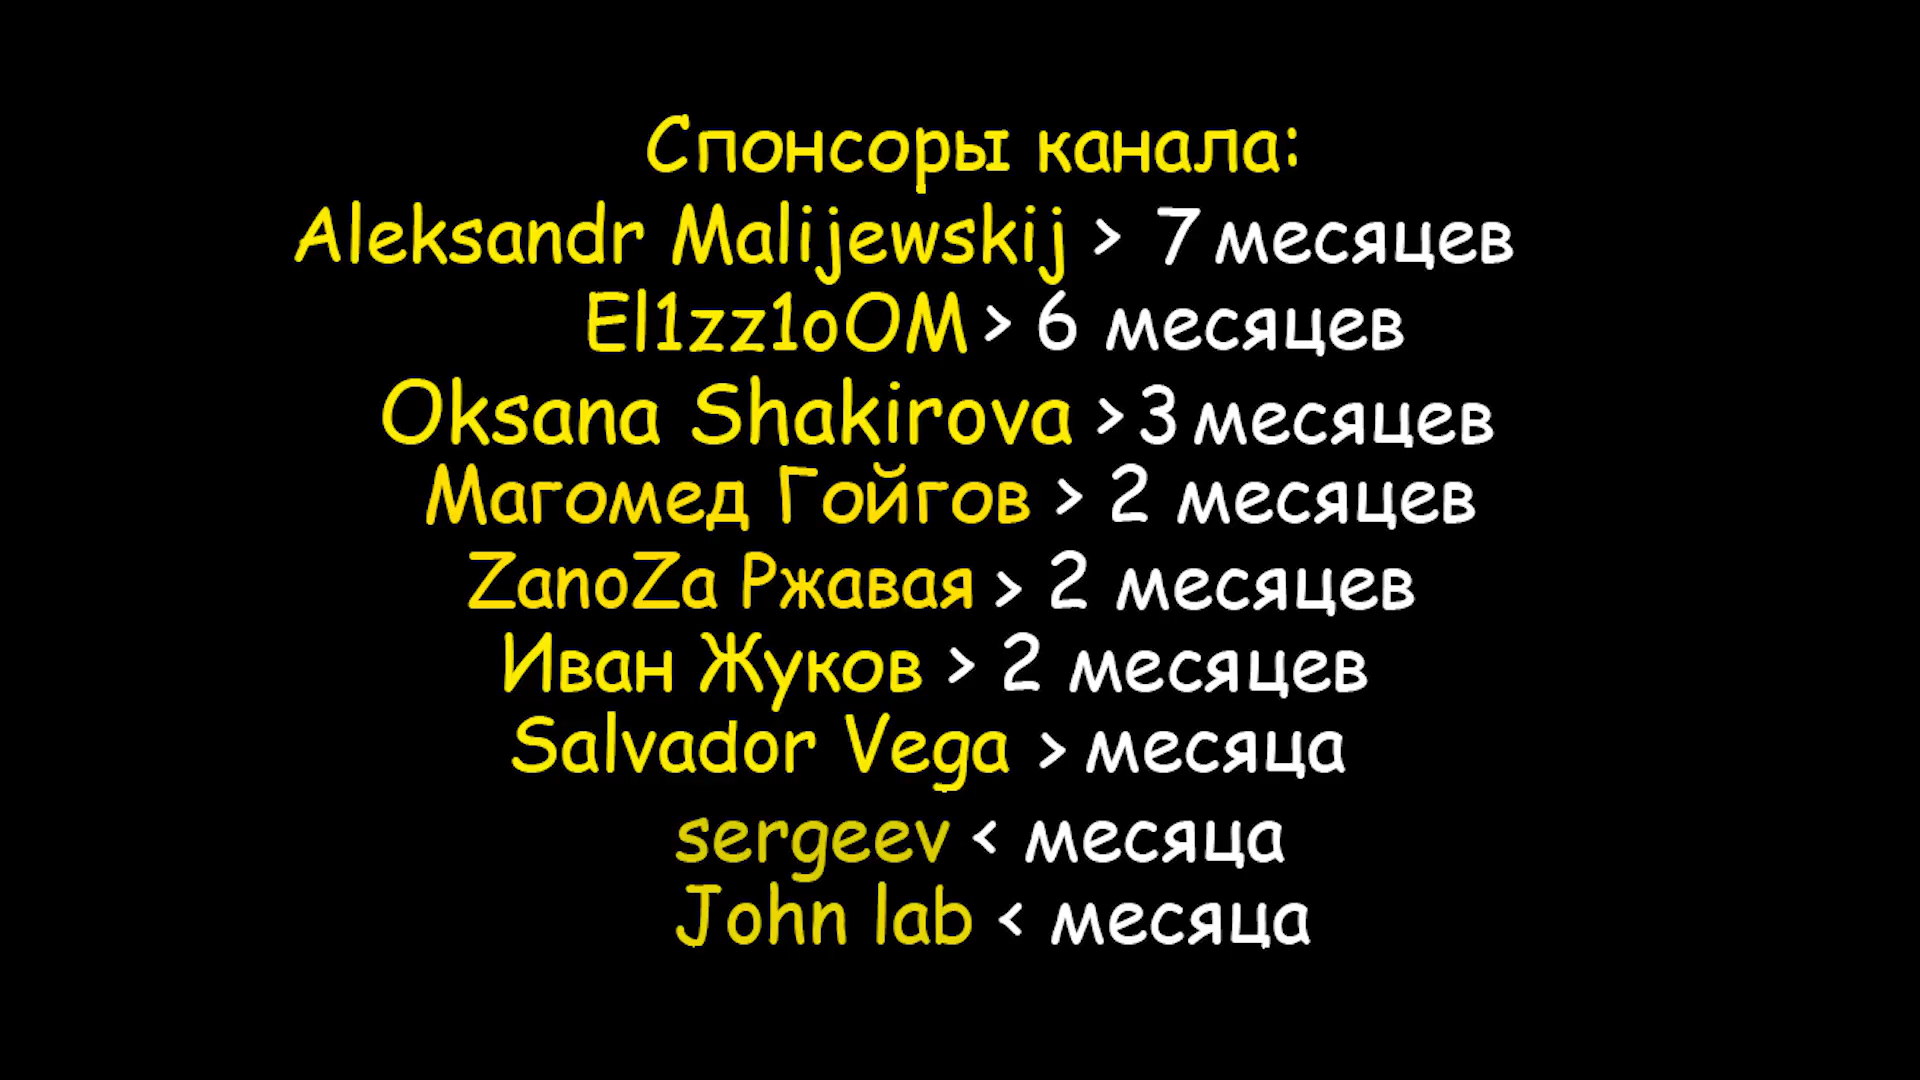 Спонсоры канала:
Aleksandr Malijewskij > 7 месяцев
El1zz1oOM > 6 месяцев
Oksana Shakirova > 3 месяцев
Магомед Гойгов > 2 месяцев
ZanoZa Ржавая > 2 месяцев
Иван Жуков > 2 месяцев
Salvador Vega > месяца
sergeev < месяца
John lab < месяца